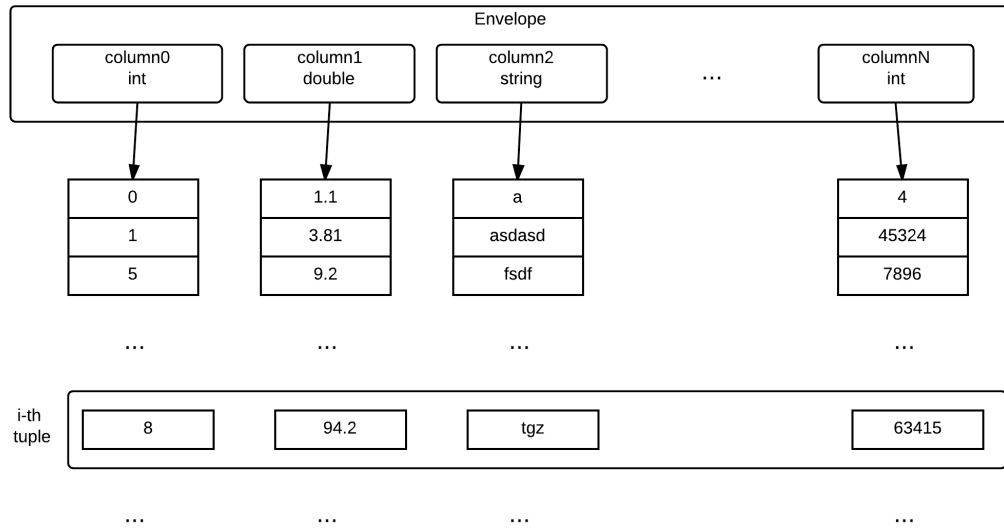 Envelope
column0
int
column1
double
column2
string
...
columnN
int
0
1.1
a
4
1
3.81
asdasd
45324
5
9.2
fsdf
7896
...
...
...
...
i-th
tuple
8
94.2
tgz
63415
...
...
...
...